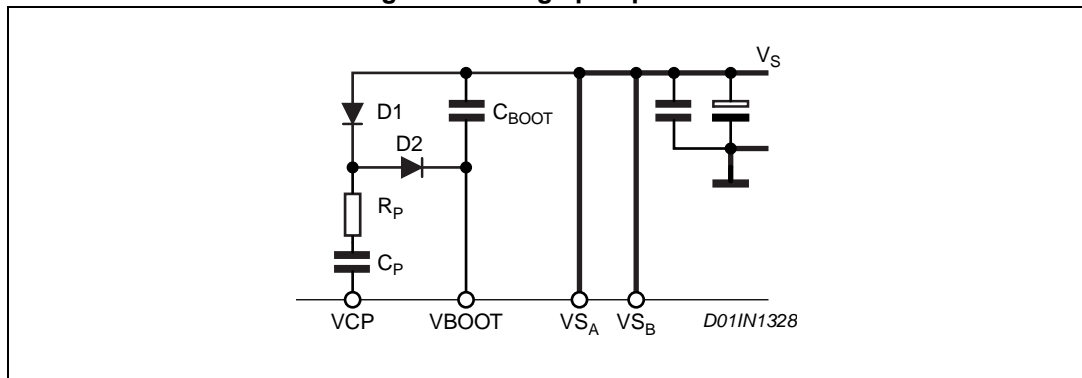 V_S
D1
C_BOOT
D2
R_P
C_P
VCP
VBOOT
VS_A
VS_B
D01IN1328